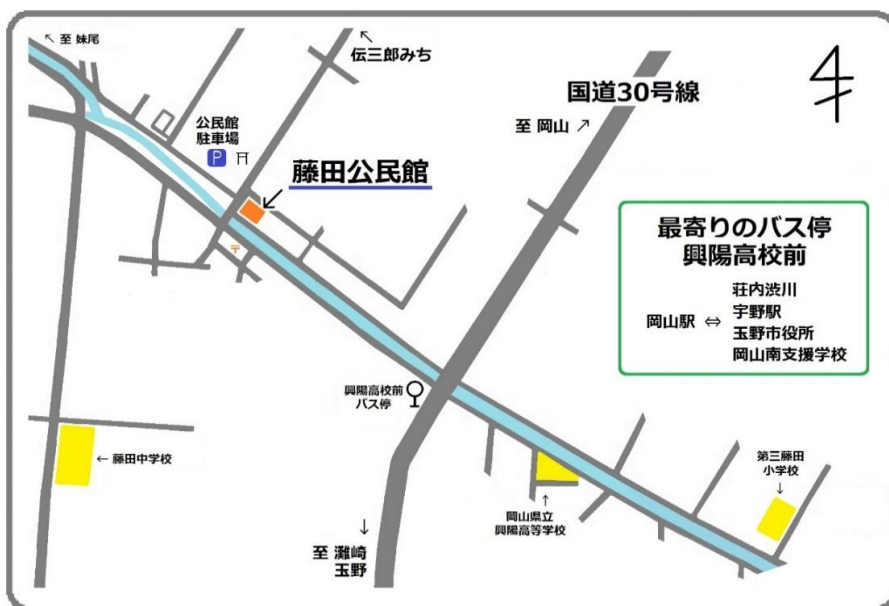 ↖ 至 妹尾
↖
伝三郎みち
国道30号線
至 岡山 ↗
公民館
駐車場
P
藤田公民館
〒
最寄りのバス停
興陽高校前
岡山駅 ⇔
荘内渋川
宇野駅
玉野市役所
岡山南支援学校
興陽高校前
バス停
← 藤田中学校
第三藤田
小学校
↓
↑
岡山県立
興陽高等学校
↓
至 灘崎
玉野